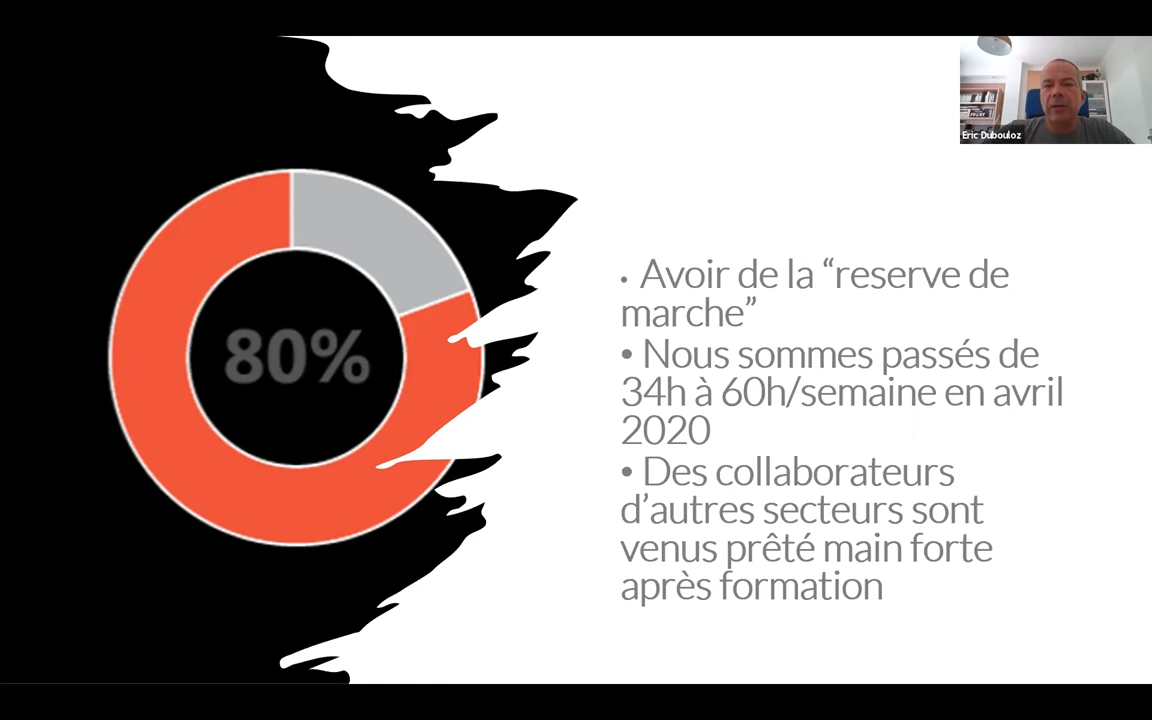 Eric Dubouloz
80%
• Avoir de la “reserve de
marche”
• Nous sommes passés de
34h à 60h/semaine en avril
2020
• Des collaborateurs
d’autres secteurs sont
venus prêté main forte
après formation